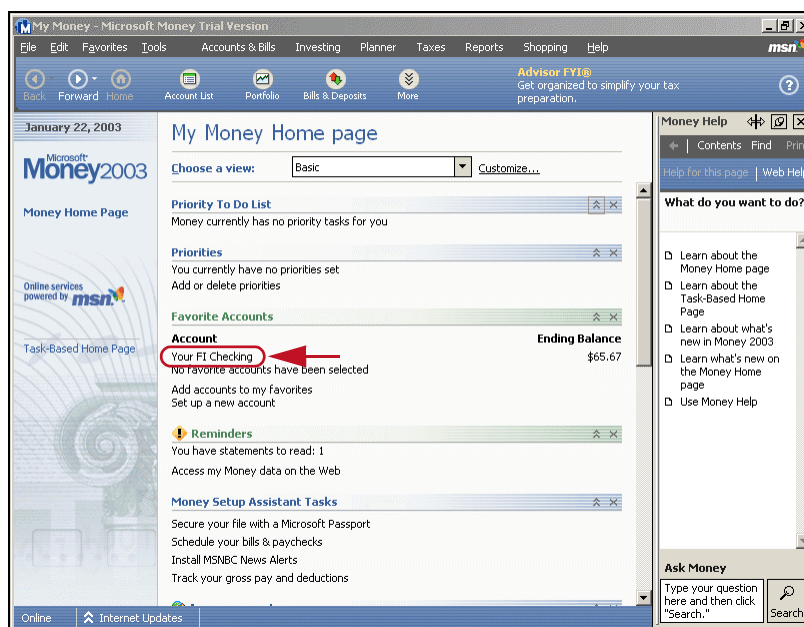 My Money - Microsoft Money Trial Version
File Edit Favorites Tools Accounts & Bills Investing Planner Taxes Reports Shopping Help
msn
Back Forward Home Account List Portfolio Bills & Deposits More
Advisor FYI®
Get organized to simplify your tax
preparation.
January 22, 2003
Microsoft
Money2003
Money Home Page
Online services
powered by msn
Task-Based Home Page
My Money Home page
Choose a view: Basic Customize...
Priority To Do List
Money currently has no priority tasks for you
Priorities
You currently have no priorities set
Add or delete priorities
Favorite Accounts
Account Ending Balance
Your FI Checking $65.67
No favorite accounts have been selected
Add accounts to my favorites
Set up a new account
Reminders
You have statements to read: 1
Access my Money data on the Web
Money Setup Assistant Tasks
Secure your file with a Microsoft Passport
Schedule your bills & paychecks
Install MSNBC News Alerts
Track your gross pay and deductions
Money Help
Contents Find Prin
Help for this page Web Help
What do you want to do?
Learn about the
Money Home page
Learn about the
Task-Based Home
Page
Learn about what's
new in Money 2003
Learn what's new on
the Money Home
page
Use Money Help
Ask Money
Type your question
here and then click
"Search."
Search
Online Internet Updates